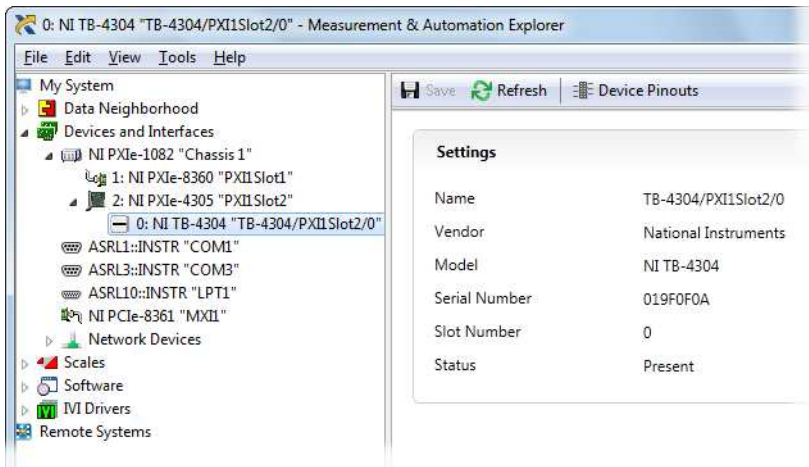 0: NI TB-4304 "TB-4304/PXI1Slot2/0" - Measurement & Automation Explorer
File Edit View Tools Help
My System
Data Neighborhood
Devices and Interfaces
NI PXIe-1082 "Chassis 1"
1: NI PXIe-8360 "PXI1Slot1"
2: NI PXIe-4305 "PXI1Slot2"
0: NI TB-4304 "TB-4304/PXI1Slot2/0"
ASRL1::INSTR "COM1"
ASRL3::INSTR "COM3"
ASRL10::INSTR "LPT1"
NI PCIe-8361 "MXI1"
Network Devices
Scales
Software
IVI Drivers
Remote Systems
Save Refresh Device Pinouts
Settings
Name TB-4304/PXI1Slot2/0
Vendor National Instruments
Model NI TB-4304
Serial Number 019F0F0A
Slot Number 0
Status Present